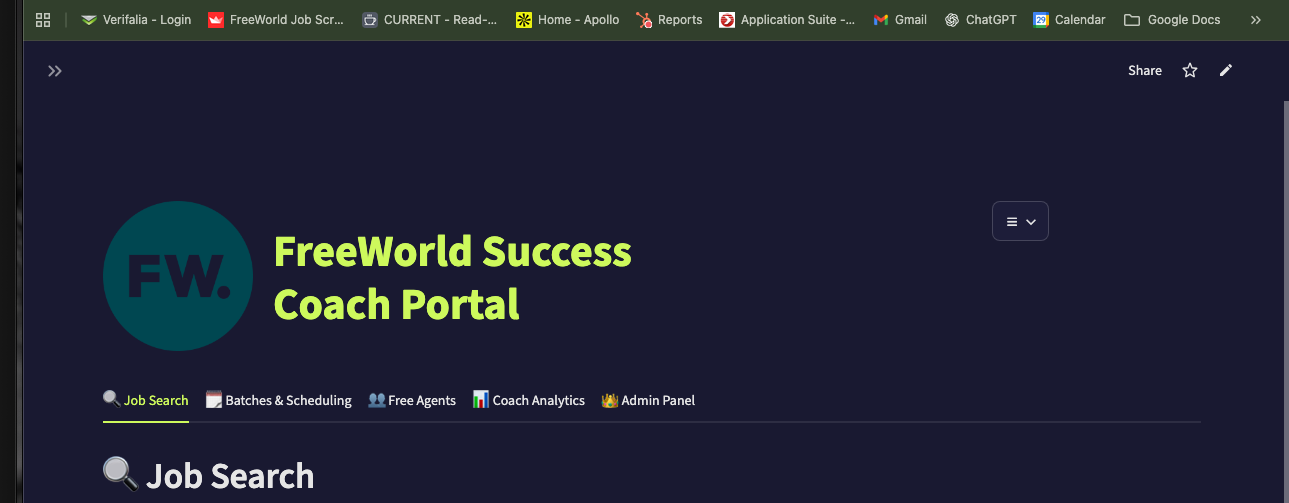 Verifalia - Login FreeWorld Job Scr... CURRENT - Read-... Home - Apollo Reports Application Suite -... Gmail ChatGPT 29 Calendar Google Docs
Share
FW.
FreeWorld Success
Coach Portal
Job Search Batches & Scheduling Free Agents Coach Analytics Admin Panel
Job Search